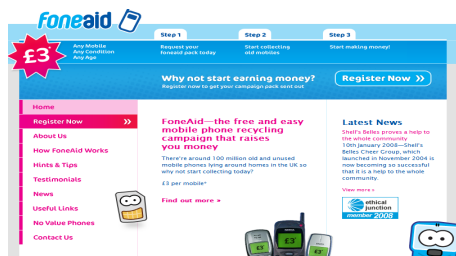 foneaid
£3*
Any Mobile
Any Condition
Any Age
Step 1
Request your
foneaid pack today
Step 2
Start collecting
old mobiles
Step 3
Start making money!
Why not start earning money?
Register now to get your campaign pack sent out
Register Now »
Home
Register Now »
About Us
How FoneAid Works
Hints & Tips
Testimonials
News
Useful Links
No Value Phones
Contact Us
FoneAid—the free and easy
mobile phone recycling
campaign that raises
you money
There're around 100 million old and unused
mobile phones lying around homes in the UK so
why not start collecting today?
£3 per mobile*
Find out more »
£3
£3
£3
Latest News
Shell's Belles proves a help to
the whole community
10th January 2008—Shell's
Belles Cheer Group, which
launched in November 2004 is
now becoming so successful
that it is a help to the whole
community.
View more »
ethical
junction
member 2008